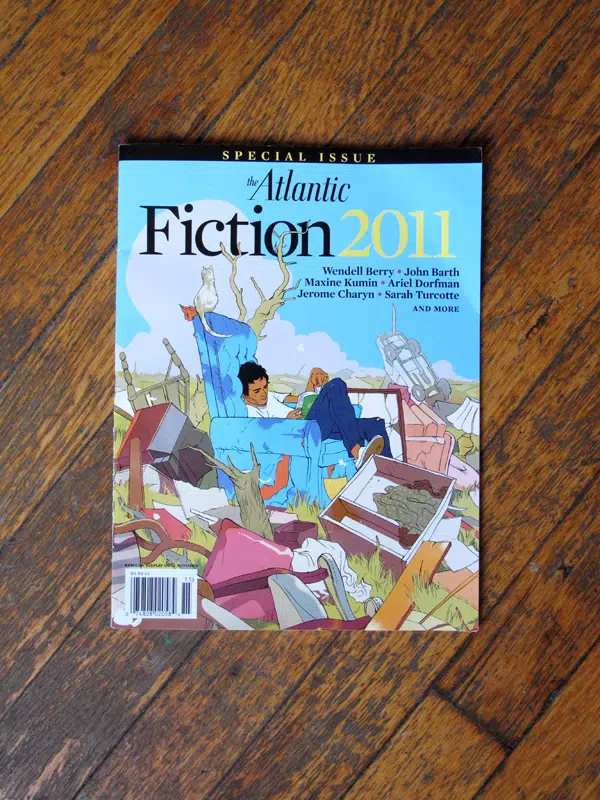 SPECIAL ISSUE
the Atlantic
Fiction 2011
Wendell Berry • John Barth
Maxine Kumin • Ariel Dorfman
Jerome Charyn • Sarah Turcotte
AND MORE